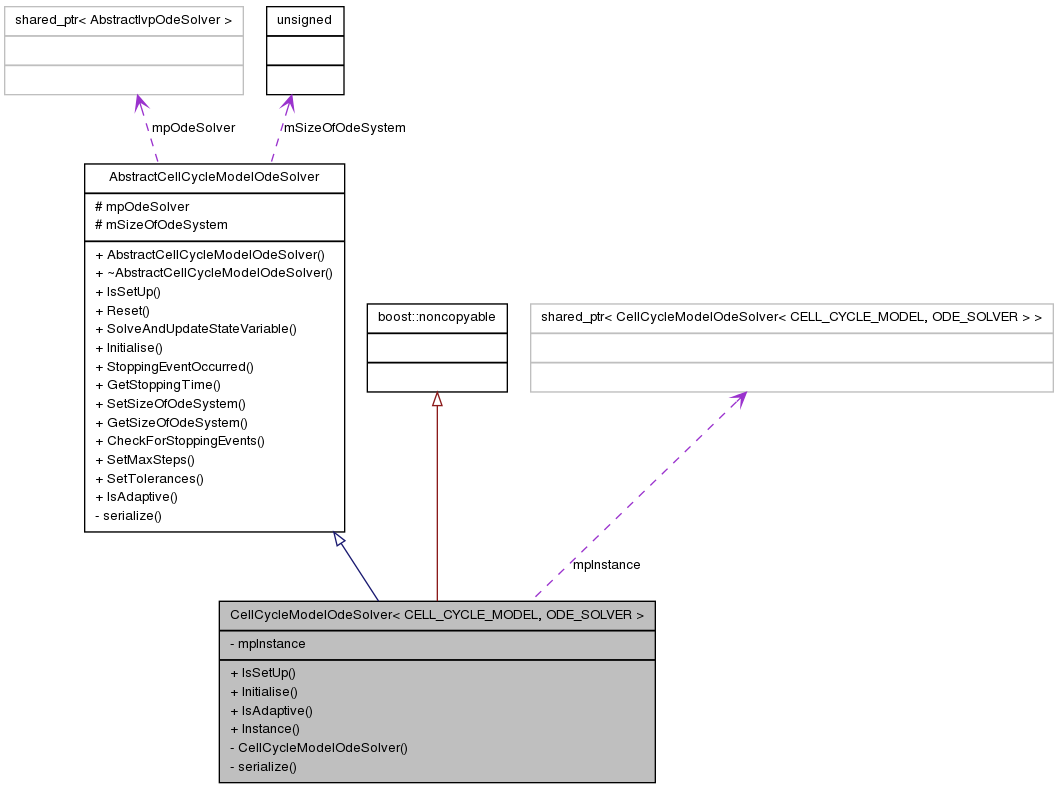 shared_ptr< AbstractIvpOdeSolver >
unsigned
mpOdeSolver
mSizeOfOdeSystem
AbstractCellCycleModelOdeSolver
# mpOdeSolver
# mSizeOfOdeSystem
+ AbstractCellCycleModelOdeSolver()
+ ~AbstractCellCycleModelOdeSolver()
+ IsSetUp()
+ Reset()
+ SolveAndUpdateStateVariable()
+ Initialise()
+ StoppingEventOccurred()
+ GetStoppingTime()
+ SetSizeOfOdeSystem()
+ GetSizeOfOdeSystem()
+ CheckForStoppingEvents()
+ SetMaxSteps()
+ SetTolerances()
+ IsAdaptive()
- serialize()
boost::noncopyable
shared_ptr< CellCycleModelOdeSolver< CELL_CYCLE_MODEL, ODE_SOLVER > >
mpInstance
CellCycleModelOdeSolver< CELL_CYCLE_MODEL, ODE_SOLVER >
- mpInstance
+ IsSetUp()
+ Initialise()
+ IsAdaptive()
+ Instance()
- CellCycleModelOdeSolver()
- serialize()